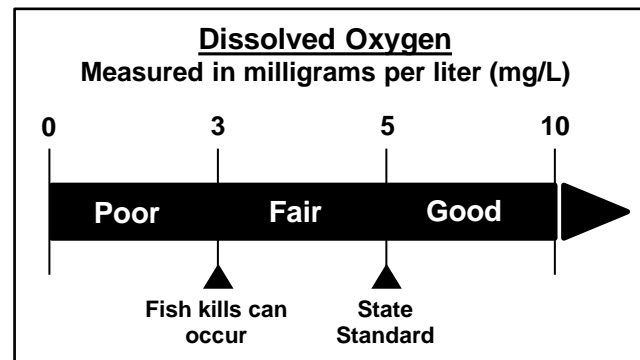 Dissolved Oxygen
Measured in milligrams per liter (mg/L)
0 3 5 10
Poor Fair Good
Fish kills can
occur
State
Standard